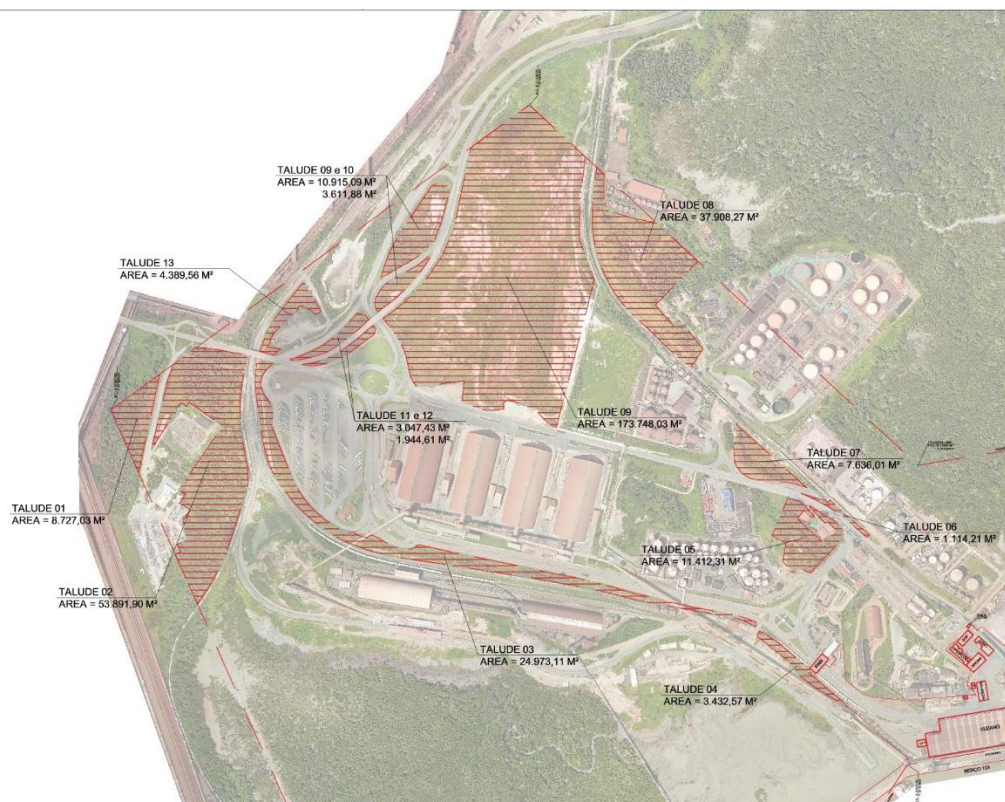 TALUDE 09 e 10
AREA = 10.915,09 M²
3.611,88 M²
TALUDE 08
AREA = 37.908,27 M²
TALUDE 13
AREA = 4.389,56 M²
TALUDE 11 e 12
AREA = 3.047,43 M²
1.944,61 M²
TALUDE 09
AREA = 173.748,03 M²
TALUDE 07
AREA = 7.636,01 M²
TALUDE 01
AREA = 8.727,03 M²
TALUDE 06
AREA = 1.114,21 M²
TALUDE 05
AREA = 11.412,31 M²
TALUDE 02
AREA = 53.891,90 M²
TALUDE 03
AREA = 24.973,11 M²
TALUDE 04
AREA = 3.432,57 M²
SUZANO